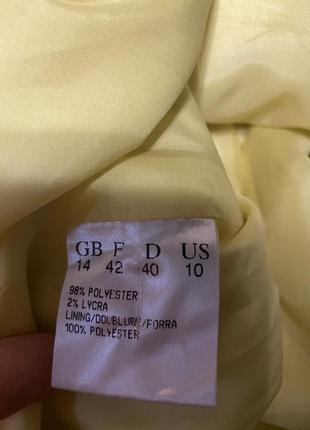 GB F D US
14 42 40 10
98% POLYESTER
2% LYCRA
LINING/DOUBLURE/FORRA
100% POLYESTER